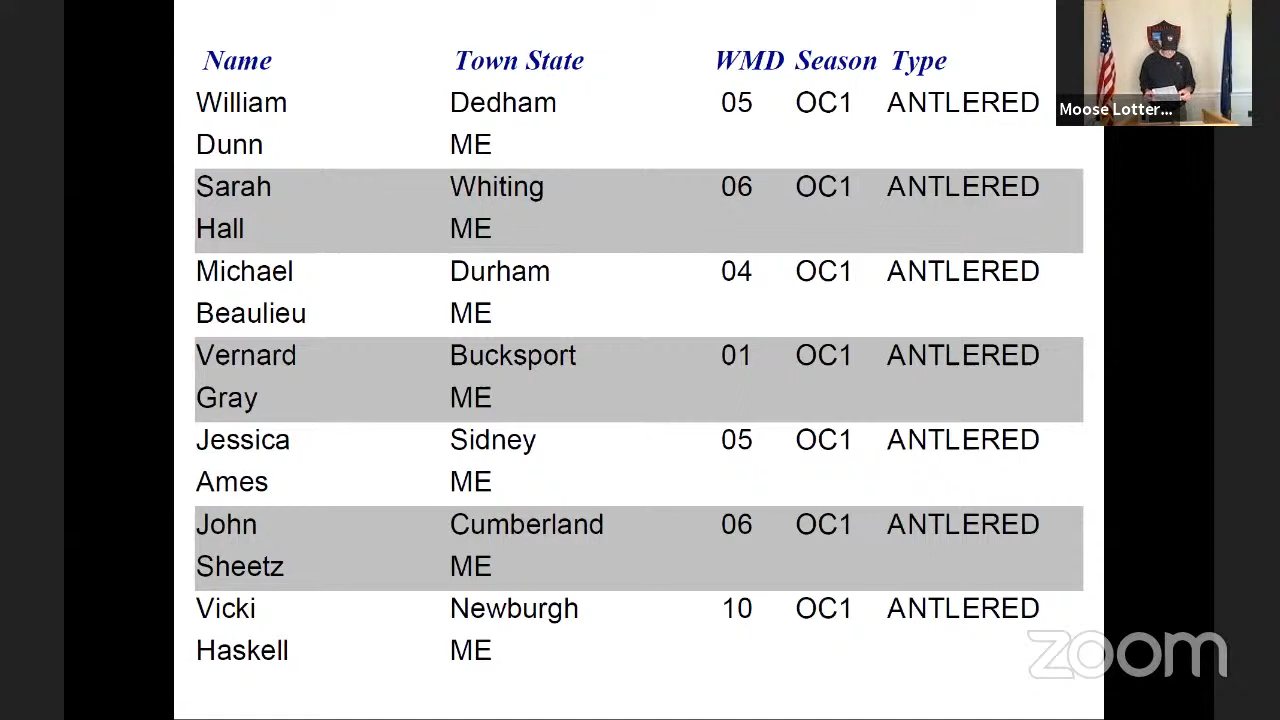 Name Town State WMD Season Type
William Dedham 05 OC1 ANTLERED
Dunn ME
Sarah Whiting 06 OC1 ANTLERED
Hall ME
Michael Durham 04 OC1 ANTLERED
Beaulieu ME
Vernard Bucksport 01 OC1 ANTLERED
Gray ME
Jessica Sidney 05 OC1 ANTLERED
Ames ME
John Cumberland 06 OC1 ANTLERED
Sheetz ME
Vicki Newburgh 10 OC1 ANTLERED
Haskell ME
Moose Lotter...
zoom